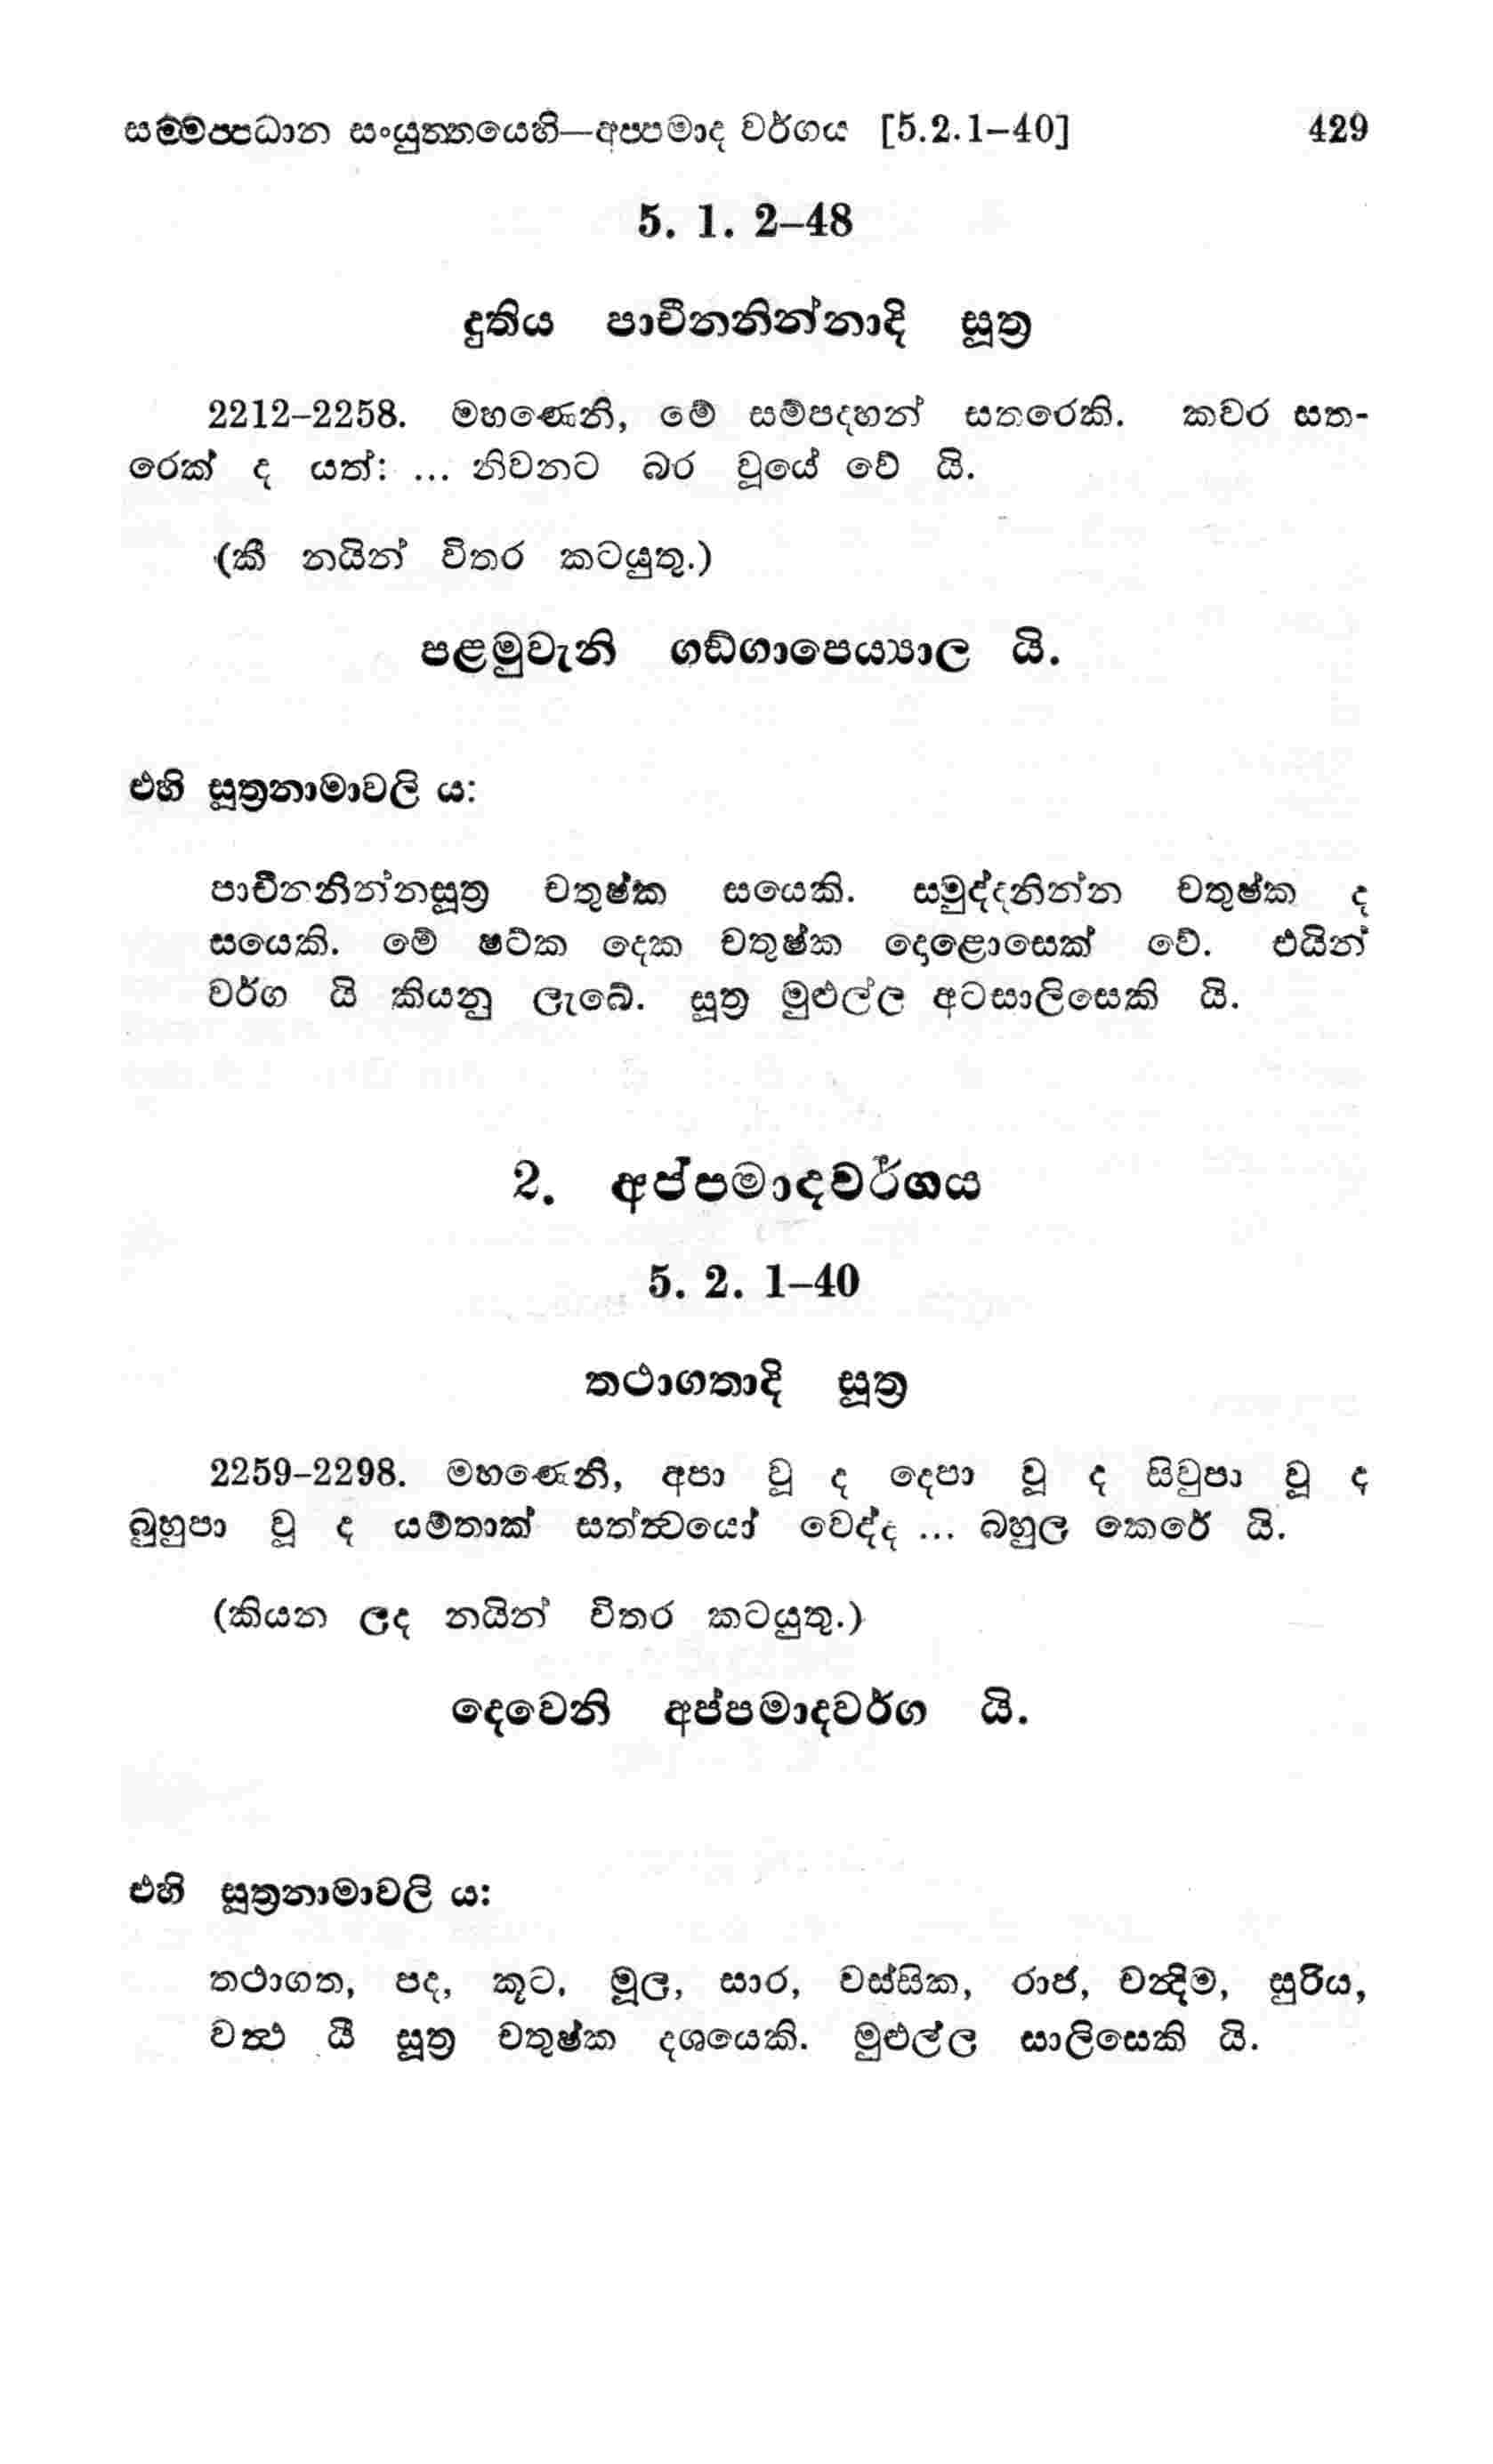 සම්මප්පධාන සංයුත්තයෙහි—අප්පමාද වර්ගය [5.2.1–40] 429
5. 1. 2–48
දුතිය පාචීනනින්නාදි සූත්‍ර
2212–2258. මහණෙනි, මේ සම්පදහන් සතරෙකි. කවර සත-
රෙක් ද යත්: ... නිවනට බර වූයේ වේ යි.
(කී නයින් විතර කටයුතු.)
පළමුවැනි ගඞ්ගාපෙය්‍යාල යි.
එහි සූත්‍රනාමාවලි ය:
පාචීනනින්නසූත්‍ර චතුෂ්ක සයෙකි. සමුද්දනින්න චතුෂ්ක ද
සයෙකි. මේ ෂට්ක දෙක චතුෂ්ක දොළොසෙක් වේ. එයින්
වර්ග යි කියනු ලැබේ. සූත්‍ර මුළුල්ල අටසාලිසෙකි යි.
2. අප්පමාදවර්ගය
5. 2. 1–40
තථාගතාදි සූත්‍ර
2259–2298. මහණෙනි, අපා වූ ද දෙපා වූ ද සිවුපා වූ ද
බුහුපා වූ ද යම්තාක් සත්ත්‍වයෝ වෙද්ද ... බහුල කෙරේ යි.
(කියන ලද නයින් විතර කටයුතු.)
දෙවෙනි අප්පමාදවර්ග යි.
එහි සූත්‍රනාමාවලි ය:
තථාගත, පද, කූට, මූල, සාර, වස්සික, රාජ, චන්‍දිම, සුරිය,
වත්‍ථ යී සූත්‍ර චතුෂ්ක දශයෙකි. මුළුල්ල සාලිසෙකි යි.